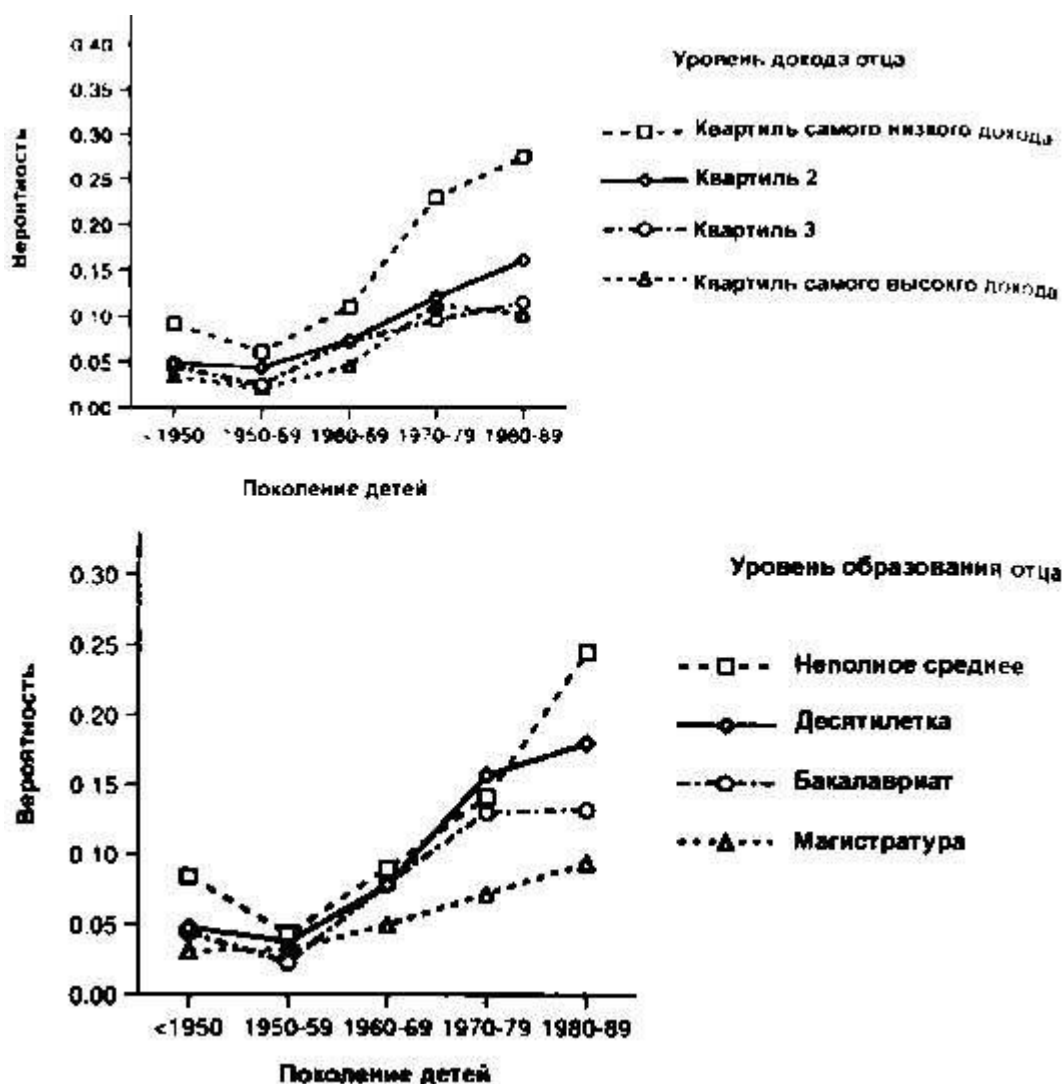 0.40
Уровень дохода отца
0.35
0.30
Квартиль самого низкого дохода
0.25
Квартиль 2
0.20
Квартиль 3
0.15
Квартиль самого высокго дохода
0.10
0.05
0.00
<1950 1950-69 1960-69 1970-79 1980-89
Поколение детей
Вероятность
0.30
Уровень образования отца
0.25
Неполное среднее
0.20
Десятилетка
0.15
Бакалавриат
0.10
Магистратура
0.05
0.00
<1950 1950-59 1960-69 1970-79 1980-89
Поколение детей
Вероятность